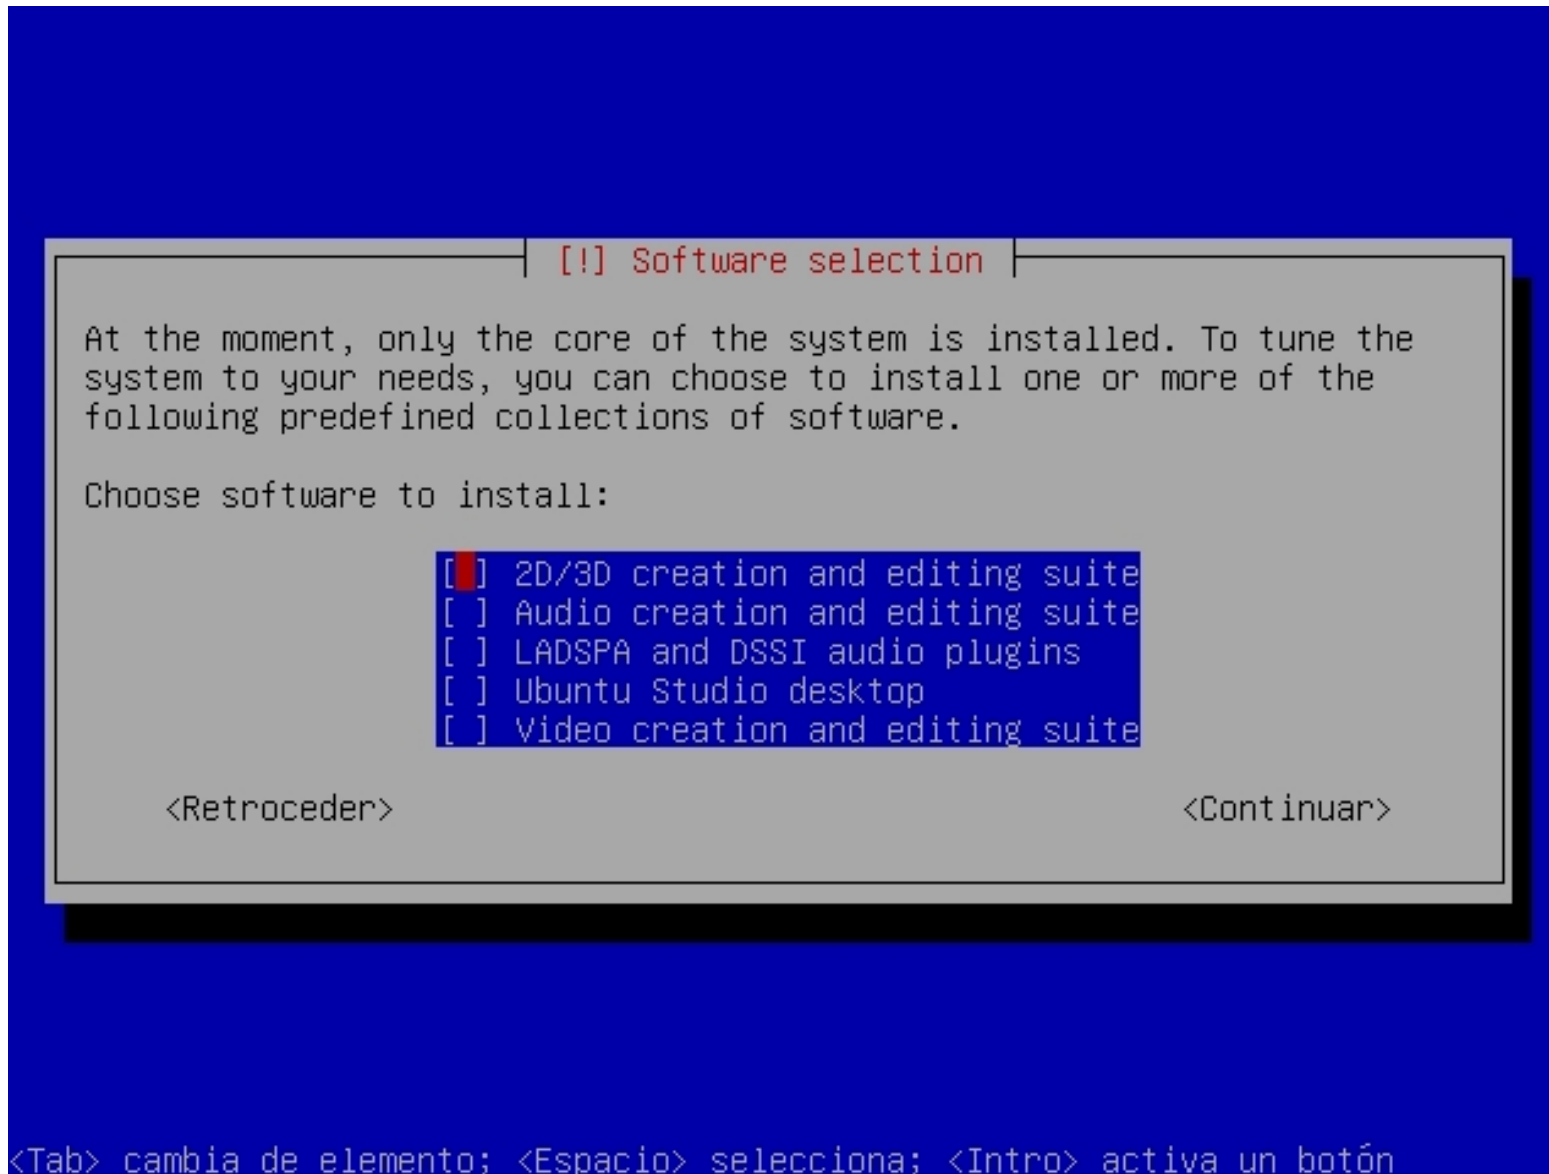 [!] Software selection
At the moment, only the core of the system is installed. To tune the
system to your needs, you can choose to install one or more of the
following predefined collections of software.
Choose software to install:
[ ] 2D/3D creation and editing suite
[ ] Audio creation and editing suite
[ ] LADSPA and DSSI audio plugins
[ ] Ubuntu Studio desktop
[ ] Video creation and editing suite
<Retroceder> <Continuar>
<Tab> cambia de elemento; <Espacio> selecciona; <Intro> activa un botón